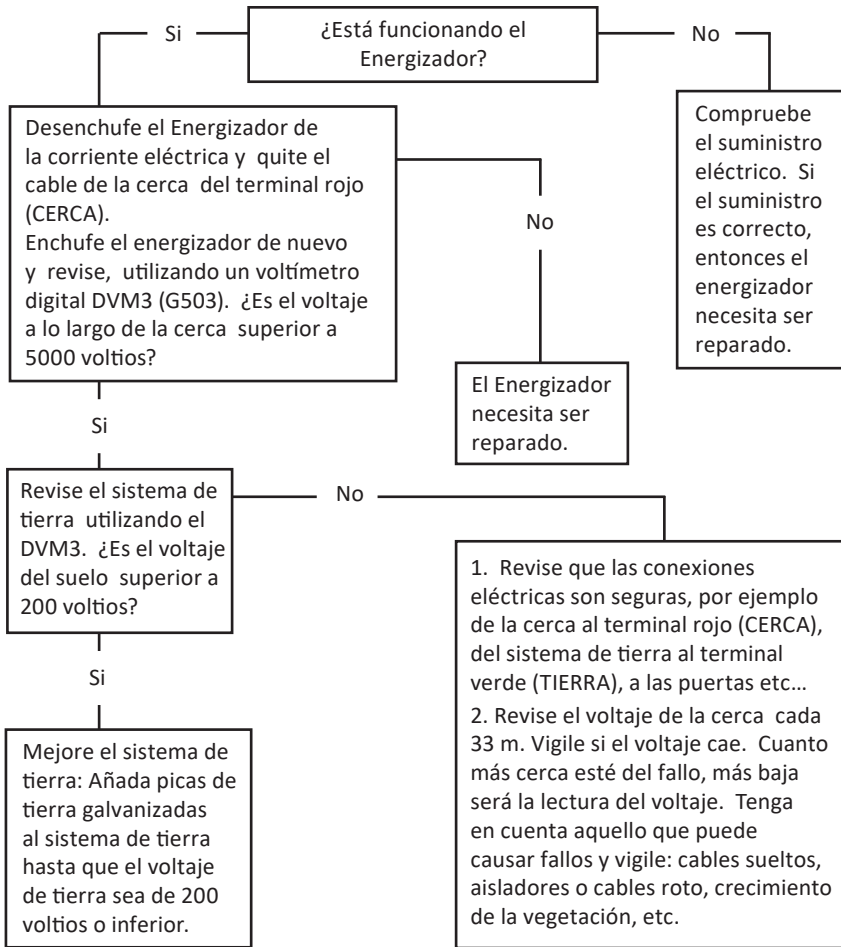 Si
¿Está funcionando el
Energizador?
No
Desenchufe el Energizador de
la corriente eléctrica y quite el
cable de la cerca del terminal rojo
(CERCA).
Enchufe el energizador de nuevo
y revise, utilizando un voltímetro
digital DVM3 (G503). ¿Es el voltaje
a lo largo de la cerca superior a
5000 voltios?
Compruebe
el suministro
eléctrico. Si
el suministro
es correcto,
entonces el
energizador
necesita ser
reparado.
No
El Energizador
necesita ser
reparado.
Si
Revise el sistema de
tierra utilizando el
DVM3. ¿Es el voltaje
del suelo superior a
200 voltios?
No
1. Revise que las conexiones
eléctricas son seguras, por ejemplo
de la cerca al terminal rojo (CERCA),
del sistema de tierra al terminal
verde (TIERRA), a las puertas etc...
2. Revise el voltaje de la cerca cada
33 m. Vigile si el voltaje cae. Cuanto
más cerca esté del fallo, más baja
será la lectura del voltaje. Tenga
en cuenta aquello que puede
causar fallos y vigile: cables sueltos,
aisladores o cables roto, crecimiento
de la vegetación, etc.
Si
Mejore el sistema de
tierra: Añada picas de
tierra galvanizadas
al sistema de tierra
hasta que el voltaje
de tierra sea de 200
voltios o inferior.